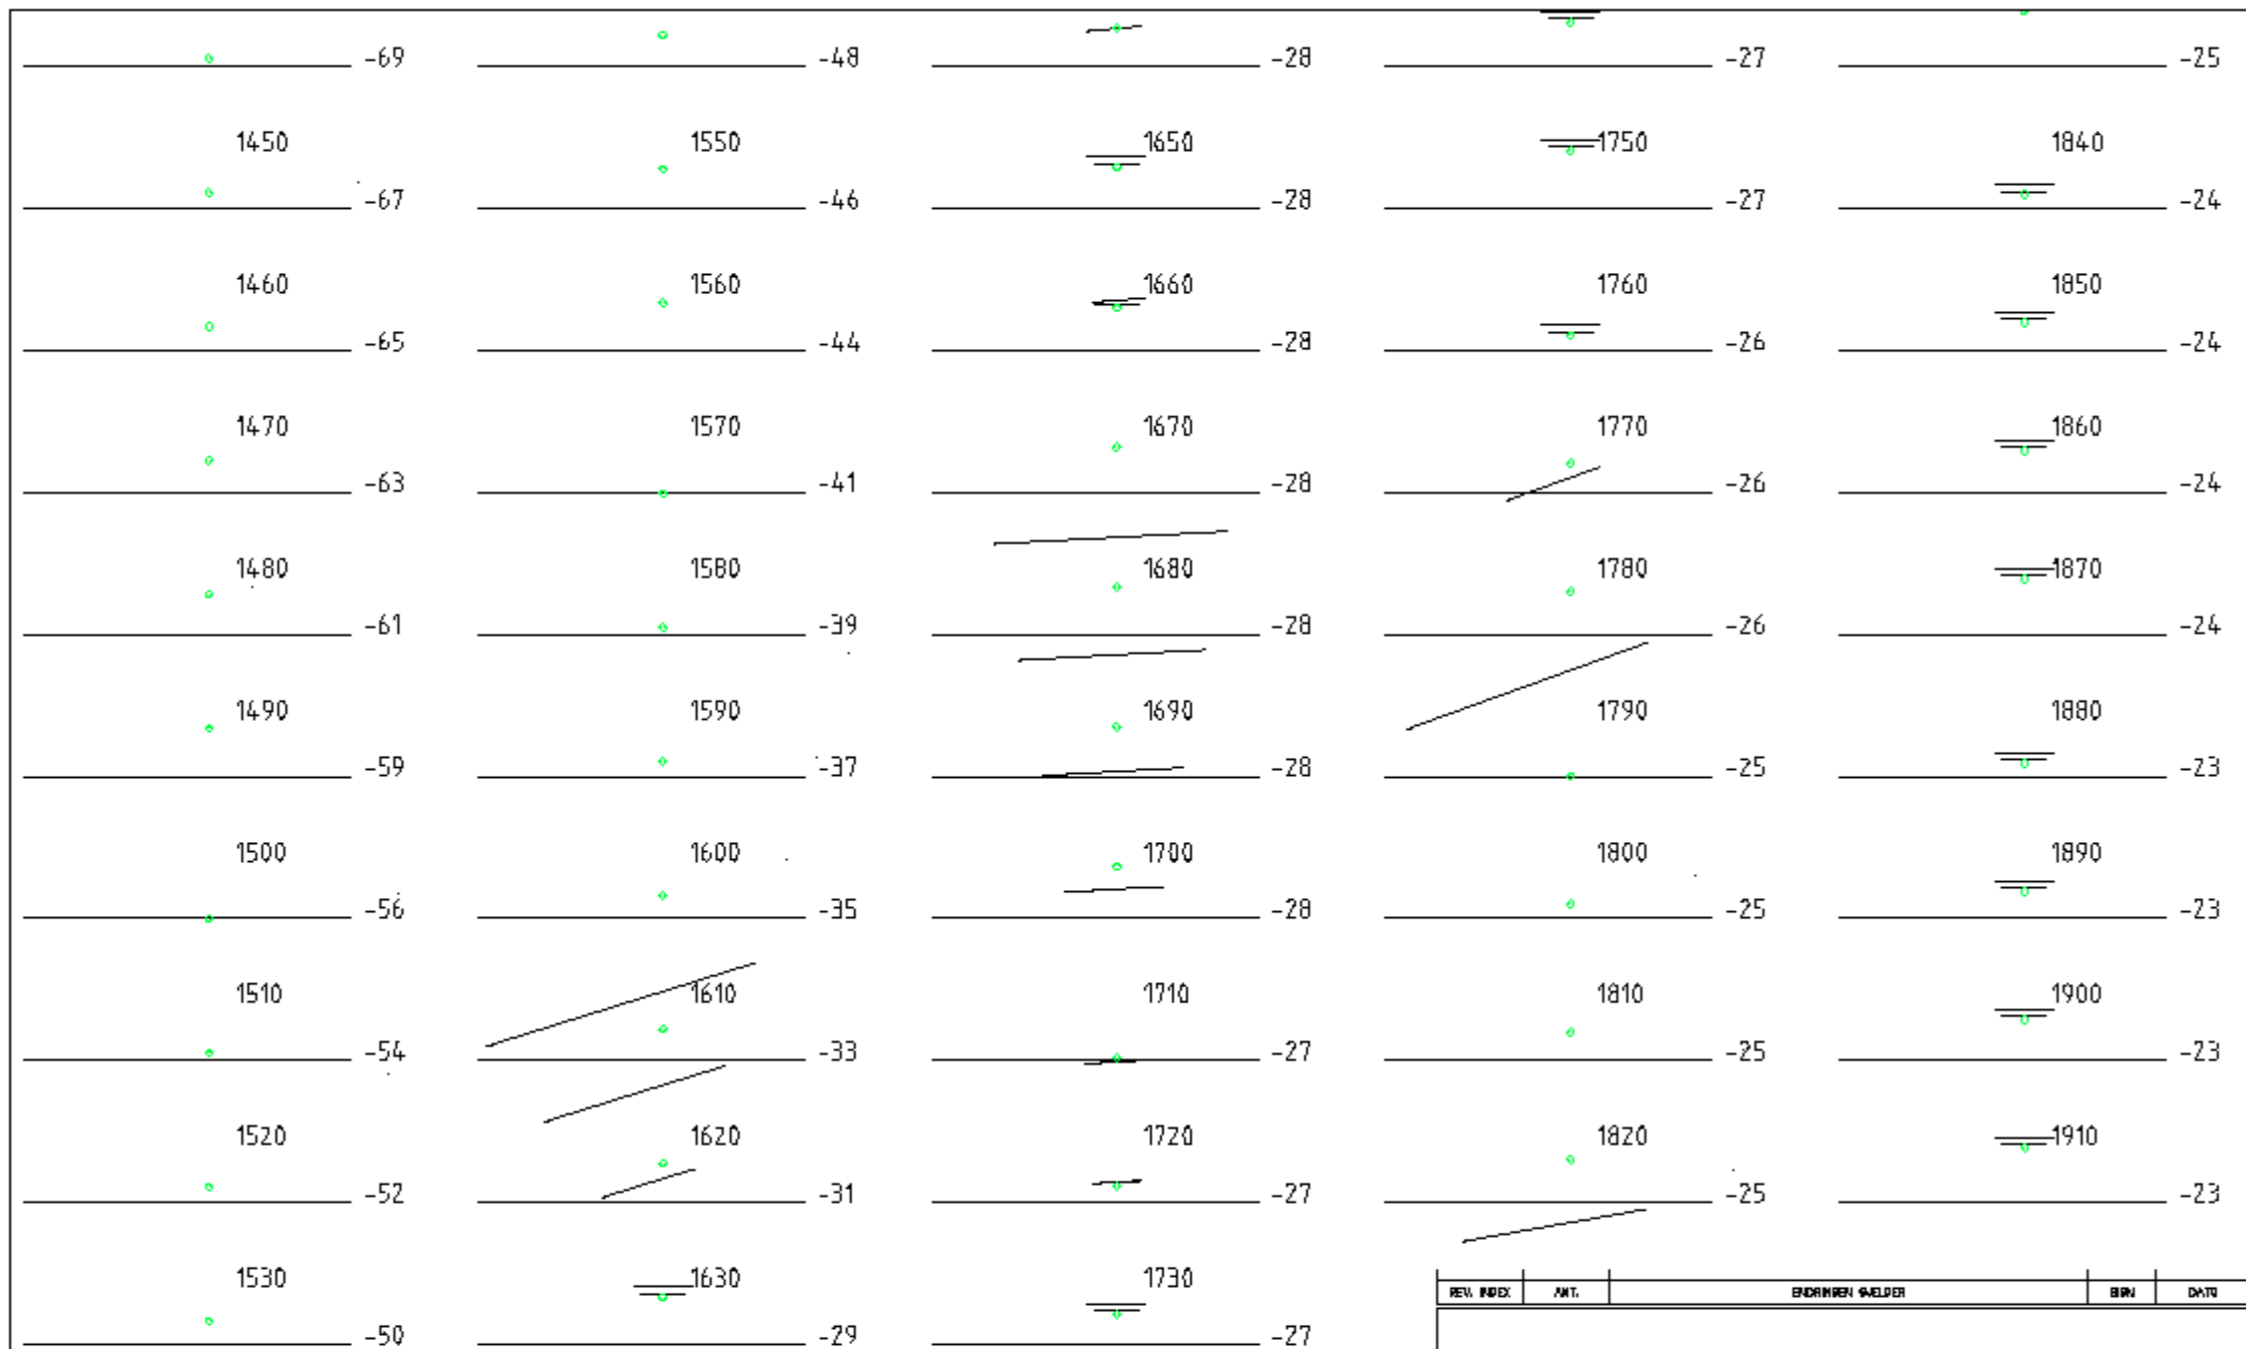 -69 -48 -28 -27 -25
1450 1550 1650 1750 1840
-67 -46 -28 -27 -24
1460 1560 1660 1760 1850
-65 -44 -28 -26 -24
1470 1570 1670 1770 1860
-63 -41 -28 -26 -24
1480 1580 1680 1780 1870
-61 -39 -28 -26 -24
1490 1590 1690 1790 1880
-59 -37 -28 -25 -23
1500 1600 1700 1800 1890
-56 -35 -28 -25 -23
1510 1610 1710 1810 1900
-54 -33 -27 -25 -23
1520 1620 1720 1820 1910
-52 -31 -27 -25 -23
1530 1630 1730
REV. INDEX ANT. ENDRINGEN GJELDER SIGN DATO
-50 -29 -27